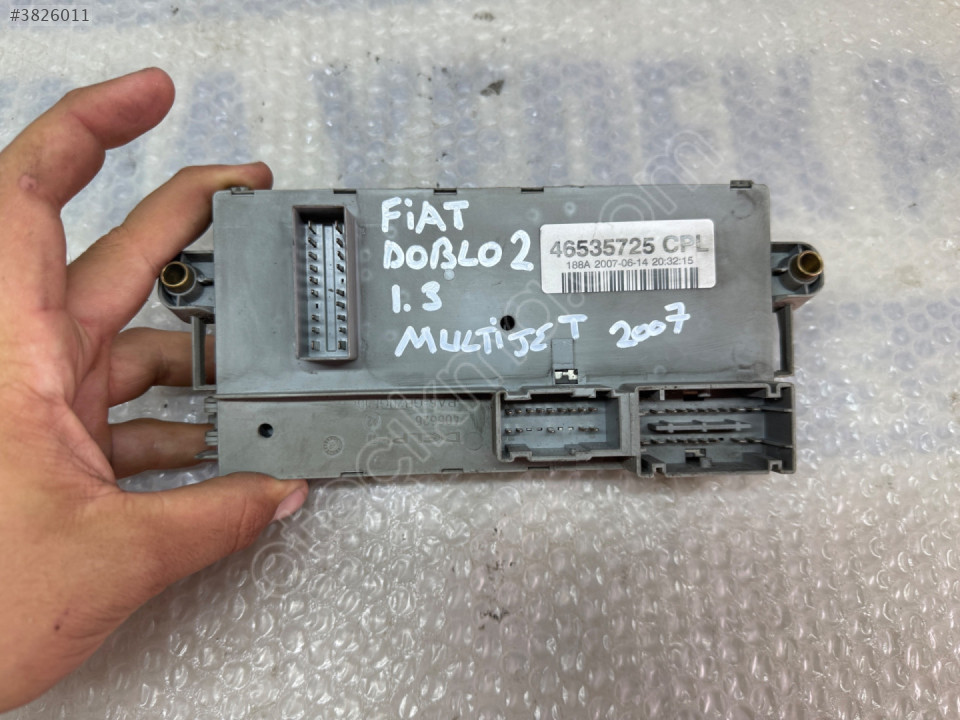 #3826011
FiAT
DOBLO 2
1.3
MULTiJET 2007
46535725 CPL
188A 2007-06-14 20:32:15